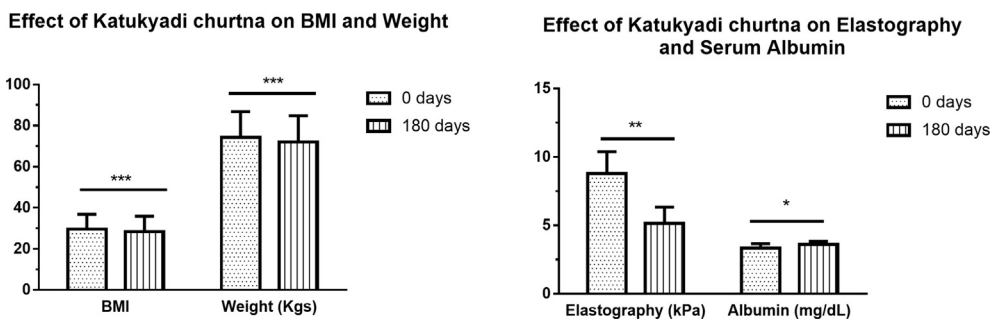 Effect of Katukyadi churtna on BMI and Weight
100
80
60
40
20
0
***
***
0 days
180 days
BMI
Weight (Kgs)
Effect of Katukyadi churtna on Elastography
and Serum Albumin
15
10
5
0
**
*
0 days
180 days
Elastography (kPa)
Albumin (mg/dL)